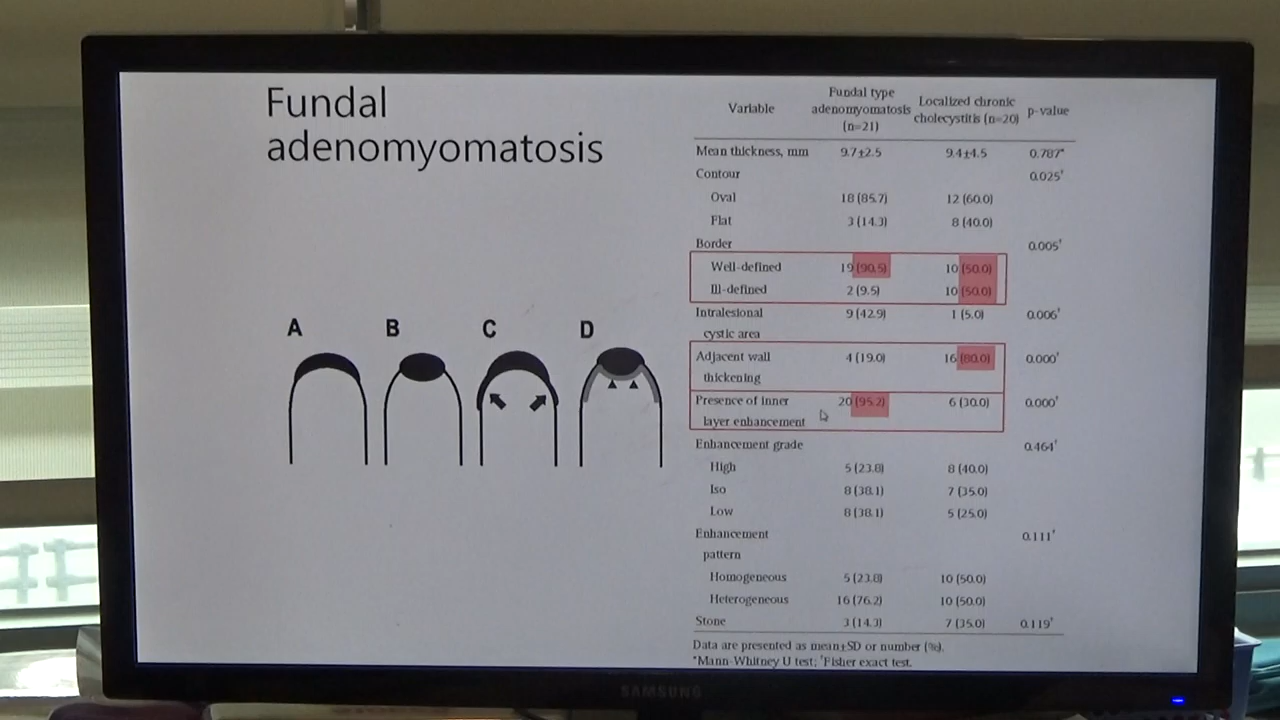 Fundal
adenomyomatosis
A B C D
Variable Fundal type adenomyomatosis (n=21) Localized chronic cholecystitis (n=20) p-value
Mean thickness, mm 9.7±2.5 9.4±4.5 0.787*
Contour 0.025†
Oval 18 (85.7) 12 (60.0)
Flat 3 (14.3) 8 (40.0)
Border 0.005†
Well-defined 19 (90.5) 10 (50.0)
Ill-defined 2 (9.5) 10 (50.0)
Intralesional 9 (42.9) 1 (5.0) 0.006†
cystic area
Adjacent wall 4 (19.0) 16 (80.0) 0.000†
thickening
Presence of inner 20 (95.2) 6 (30.0) 0.000†
layer enhancement
Enhancement grade 0.464†
High 5 (23.8) 8 (40.0)
Iso 8 (38.1) 7 (35.0)
Low 8 (38.1) 5 (25.0)
Enhancement 0.111†
pattern
Homogeneous 5 (23.8) 10 (50.0)
Heterogeneous 16 (76.2) 10 (50.0)
Stone 3 (14.3) 7 (35.0) 0.119†
Data are presented as mean±SD or number (%).
*Mann-Whitney U test; †Fisher exact test.
SAMSUNG